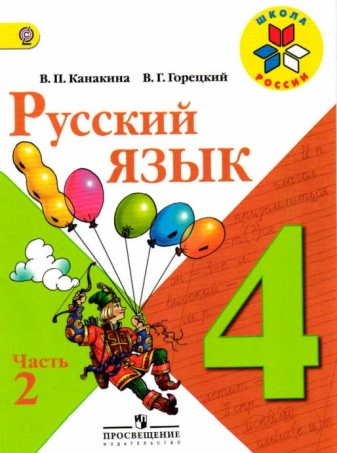 ШКОЛА
РОССИИ
В. П. Канакина В. Г. Горецкий
Русский
язык
4
Часть
2
ПРОСВЕЩЕНИЕ
ИЗДАТЕЛЬСТВО